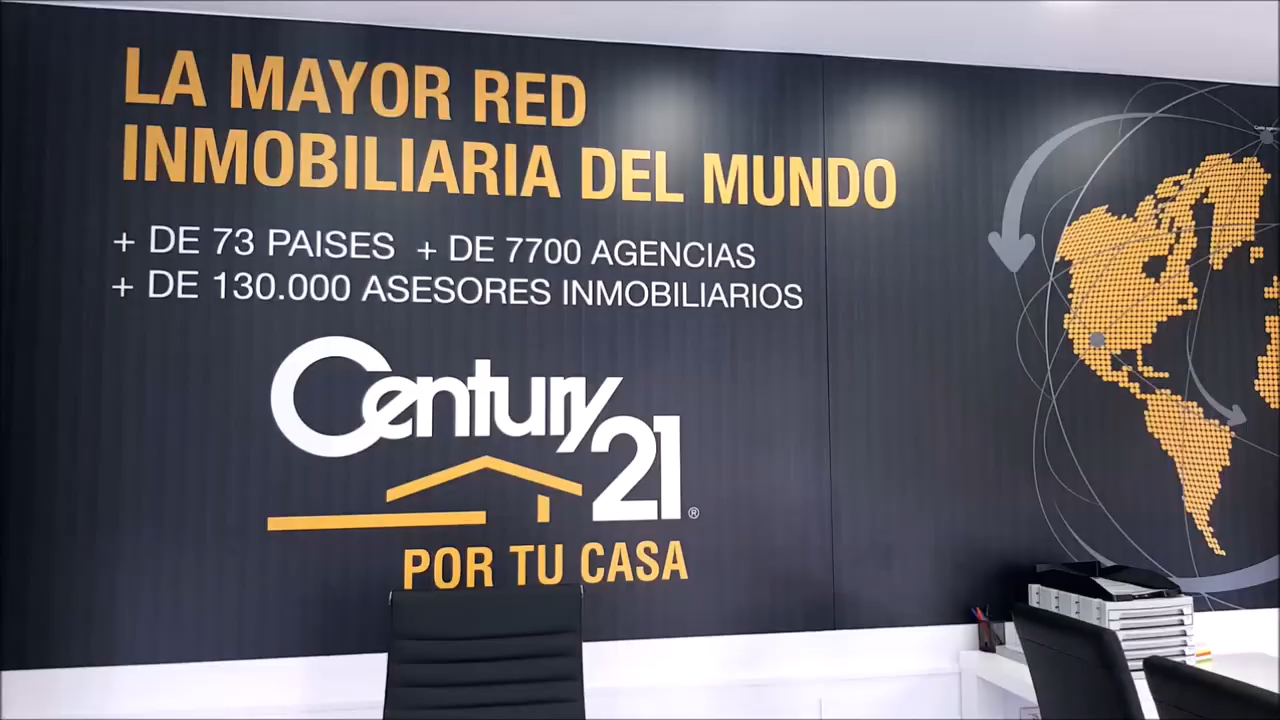 LA MAYOR RED
INMOBILIARIA DEL MUNDO
+ DE 73 PAISES + DE 7700 AGENCIAS
+ DE 130.000 ASESORES INMOBILIARIOS
Century
21®
POR TU CASA